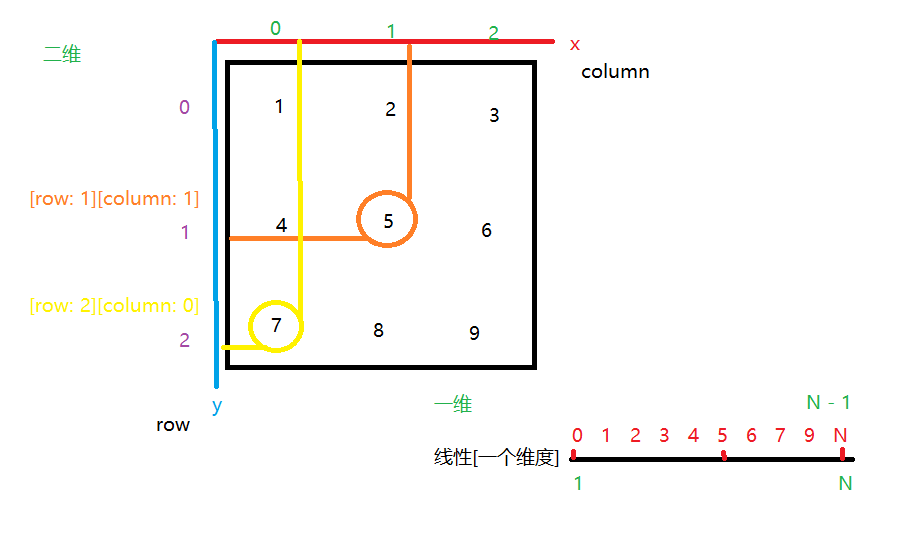 二维
0 1 2
x
column
0 1 2 3
[row: 1][column: 1]
1 4 5 6
[row: 2][column: 0]
2 7 8 9
y
row
一维
N - 1
0 1 2 3 4 5 6 7 9 N
线性[一个维度]
1 N